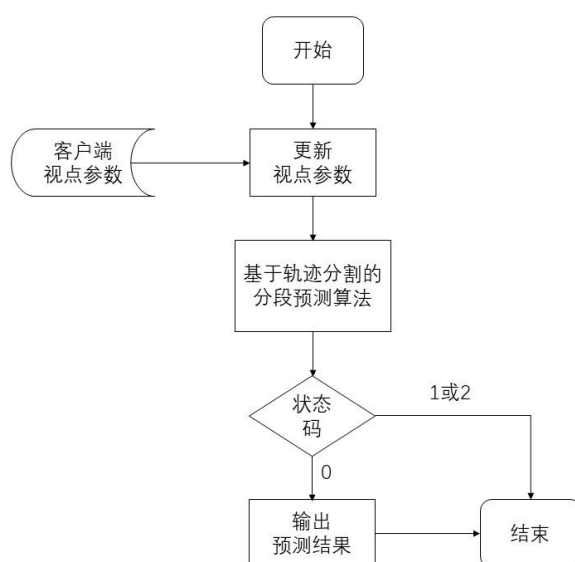 开始
客户端
视点参数
更新
视点参数
基于轨迹分割的
分段预测算法
状态
码
1或2
0
输出
预测结果
结束